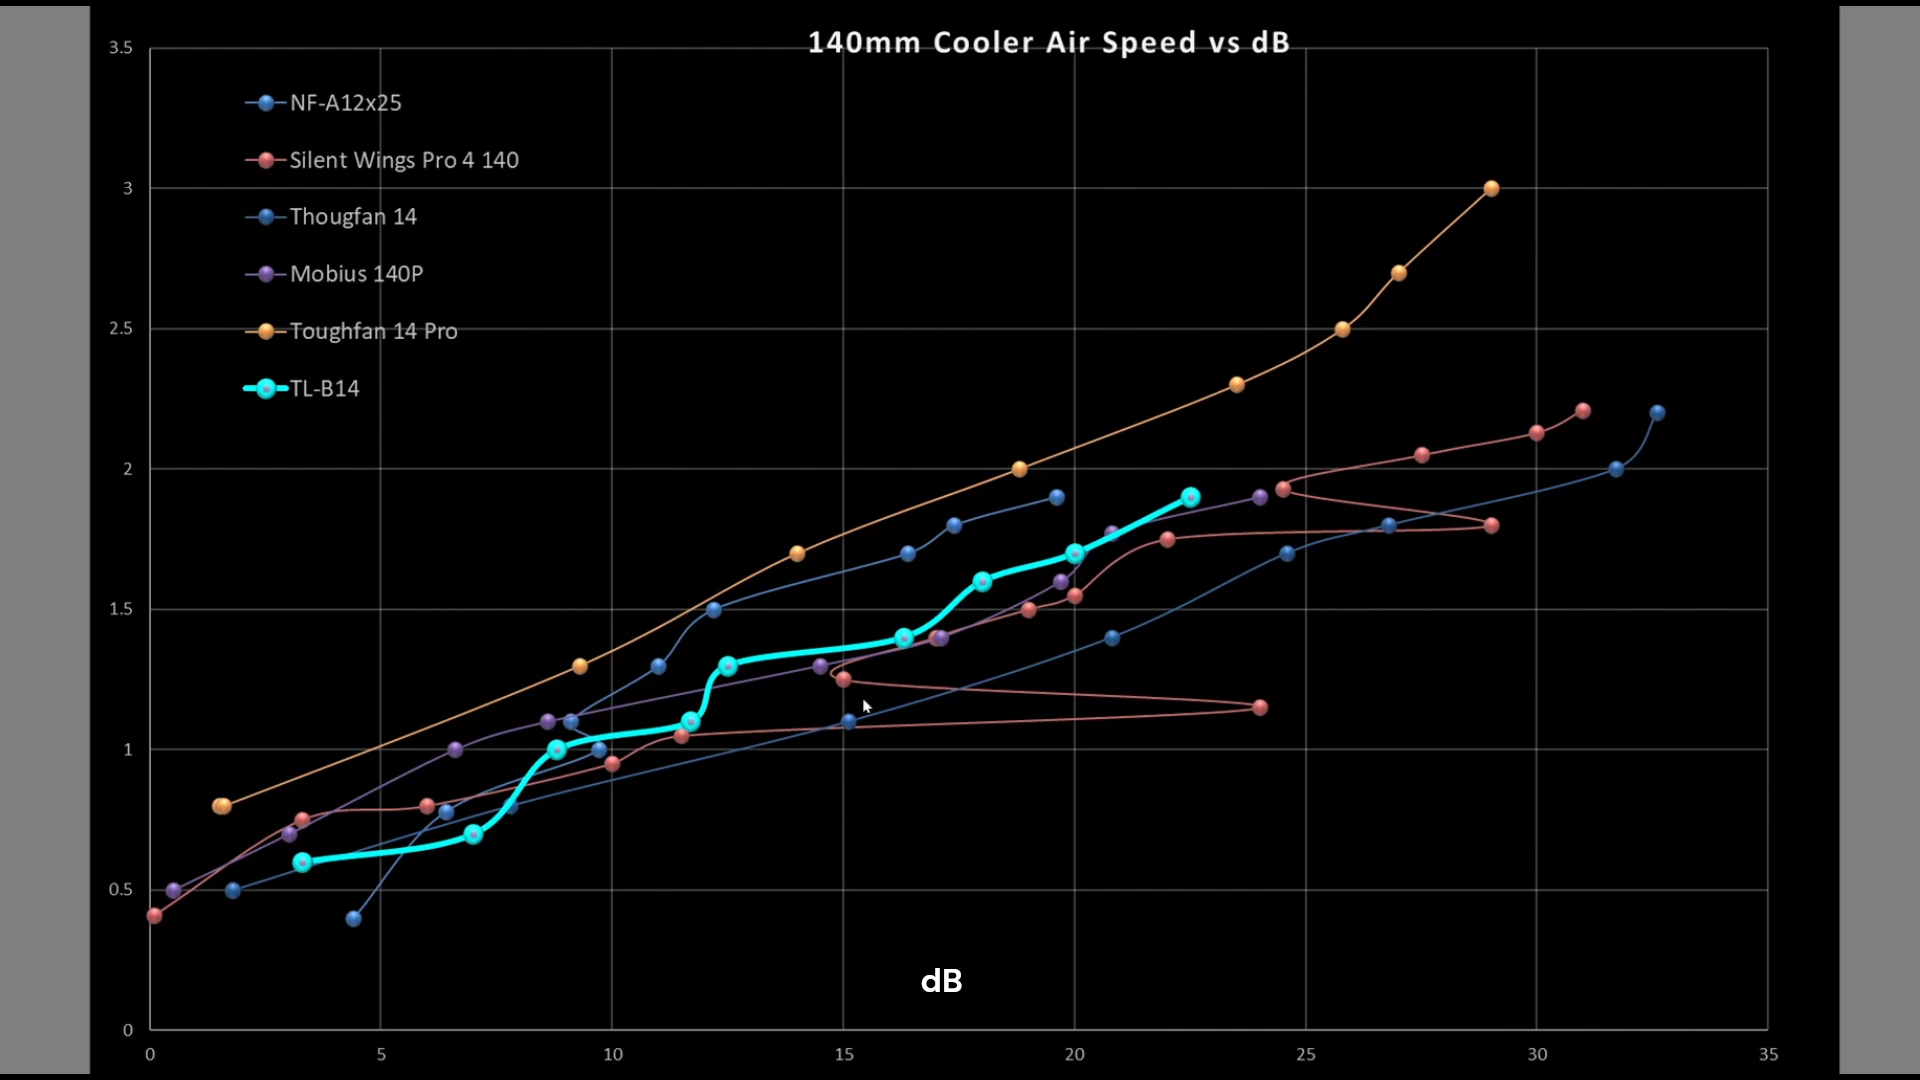 140mm Cooler Air Speed vs dB
3.5
3
2.5
2
1.5
1
0.5
0
NF-A12x25
Silent Wings Pro 4 140
Thougfan 14
Mobius 140P
Toughfan 14 Pro
TL-B14
dB
0 5 10 15 20 25 30 35